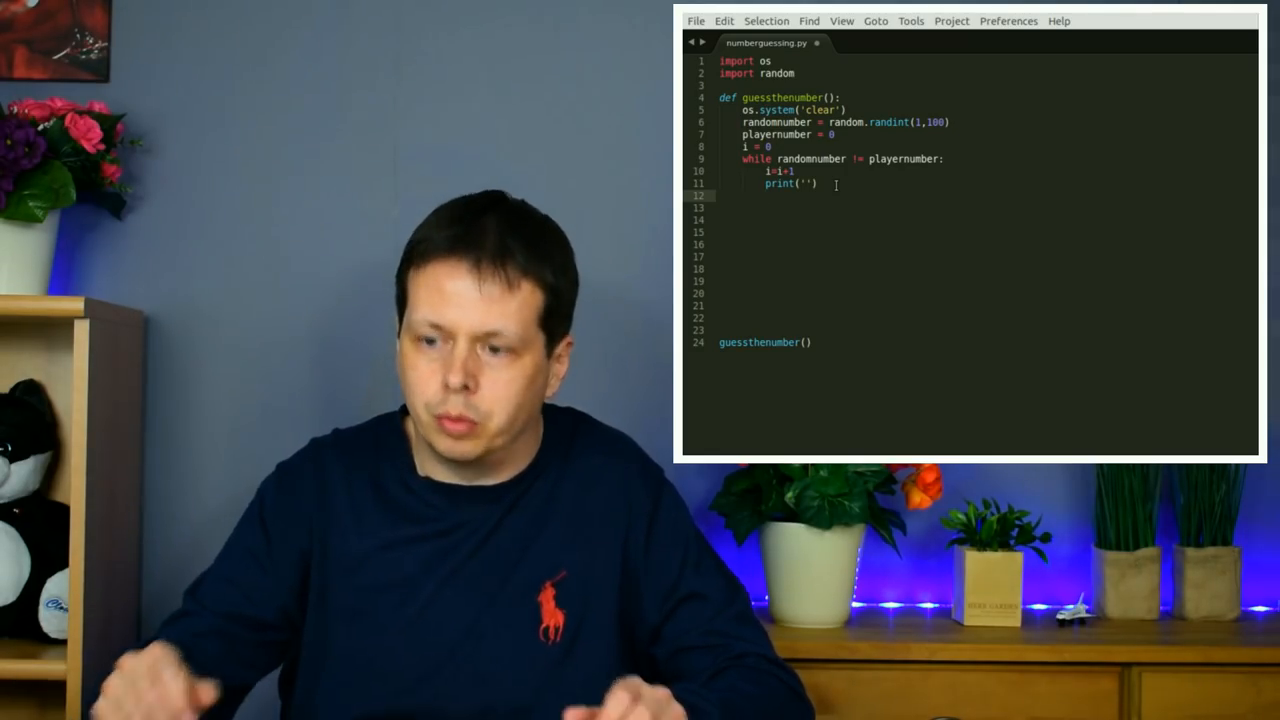 File Edit Selection Find View Goto Tools Project Preferences Help
numberguessing.py
1 import os
2 import random
3
4 def guessthenumber():
5 os.system('clear')
6 randomnumber = random.randint(1,100)
7 playernumber = 0
8 i = 0
9 while randomnumber != playernumber:
10 i=i+1
11 print('')
12
13
14
15
16
17
18
19
20
21
22
23
24 guessthenumber()
HERB GARDEN